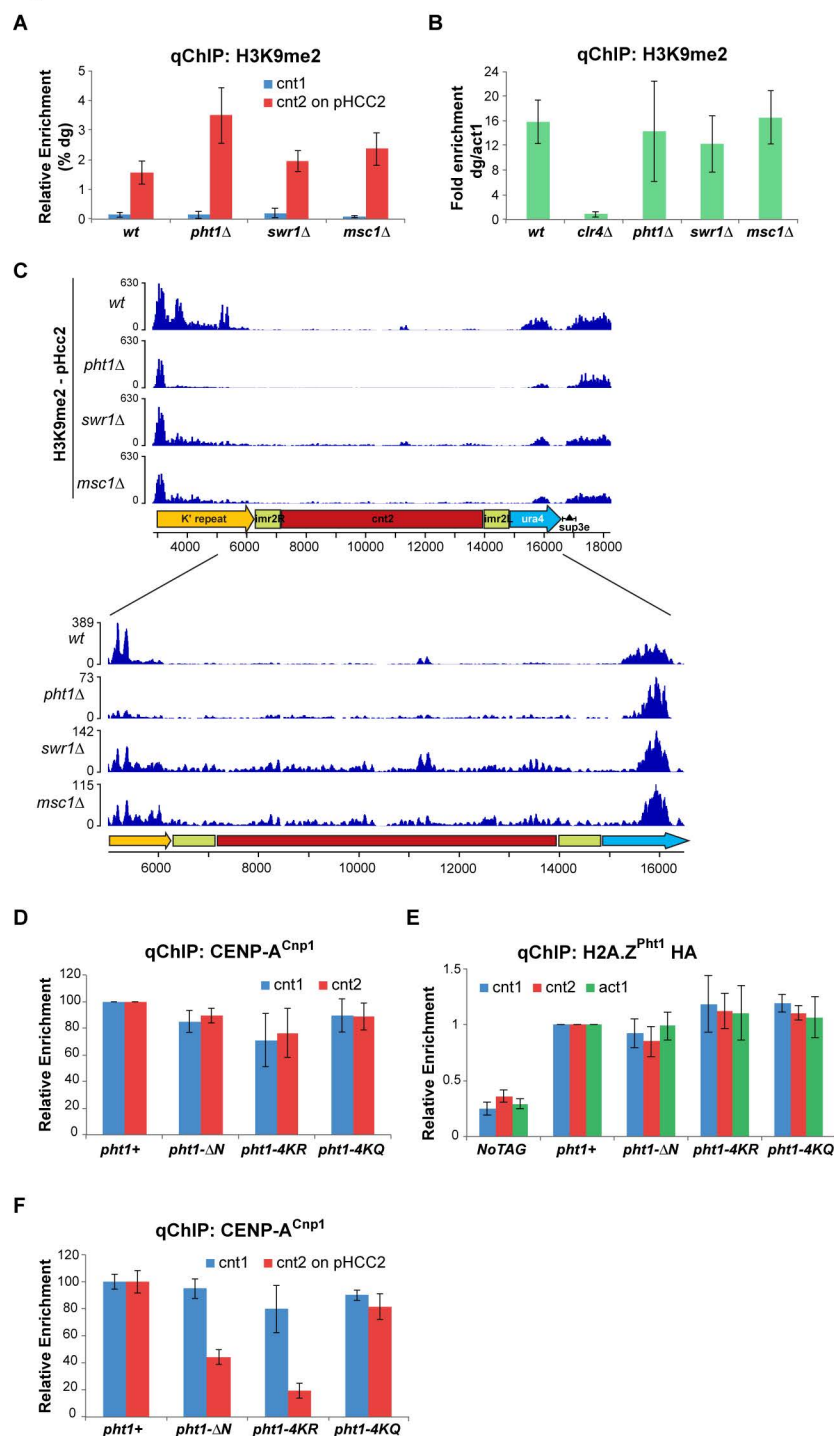 A
qChIP: H3K9me2
Relative Enrichment
(% dg)
5
4
3
2
1
0
cnt1
cnt2 on pHCC2
wt
pht1Δ
swr1Δ
msc1Δ
B
qChIP: H3K9me2
Fold enrichment
dg/act1
24
20
16
12
8
4
0
wt
clr4Δ
pht1Δ
swr1Δ
msc1Δ
C
H3K9me2 - pHcc2
wt
630
0
pht1Δ
630
0
swr1Δ
630
0
msc1Δ
630
0
K' repeat
imr2R
cnt2
imr2L
ura4
sup3e
4000 6000 8000 10000 12000 14000 16000 18000
wt
389
0
pht1Δ
73
0
swr1Δ
142
0
msc1Δ
115
0
6000 8000 10000 12000 14000 16000
D
qChIP: CENP-A^Cnp1
Relative Enrichment
120
100
80
60
40
20
0
cnt1
cnt2
pht1+
pht1-ΔN
pht1-4KR
pht1-4KQ
E
qChIP: H2A.Z^Pht1 HA
Relative Enrichment
1.5
1
0.5
0
cnt1
cnt2
act1
NoTAG
pht1+
pht1-ΔN
pht1-4KR
pht1-4KQ
F
qChIP: CENP-A^Cnp1
Relative Enrichment
120
100
80
60
40
20
0
cnt1
cnt2 on pHCC2
pht1+
pht1-ΔN
pht1-4KR
pht1-4KQ